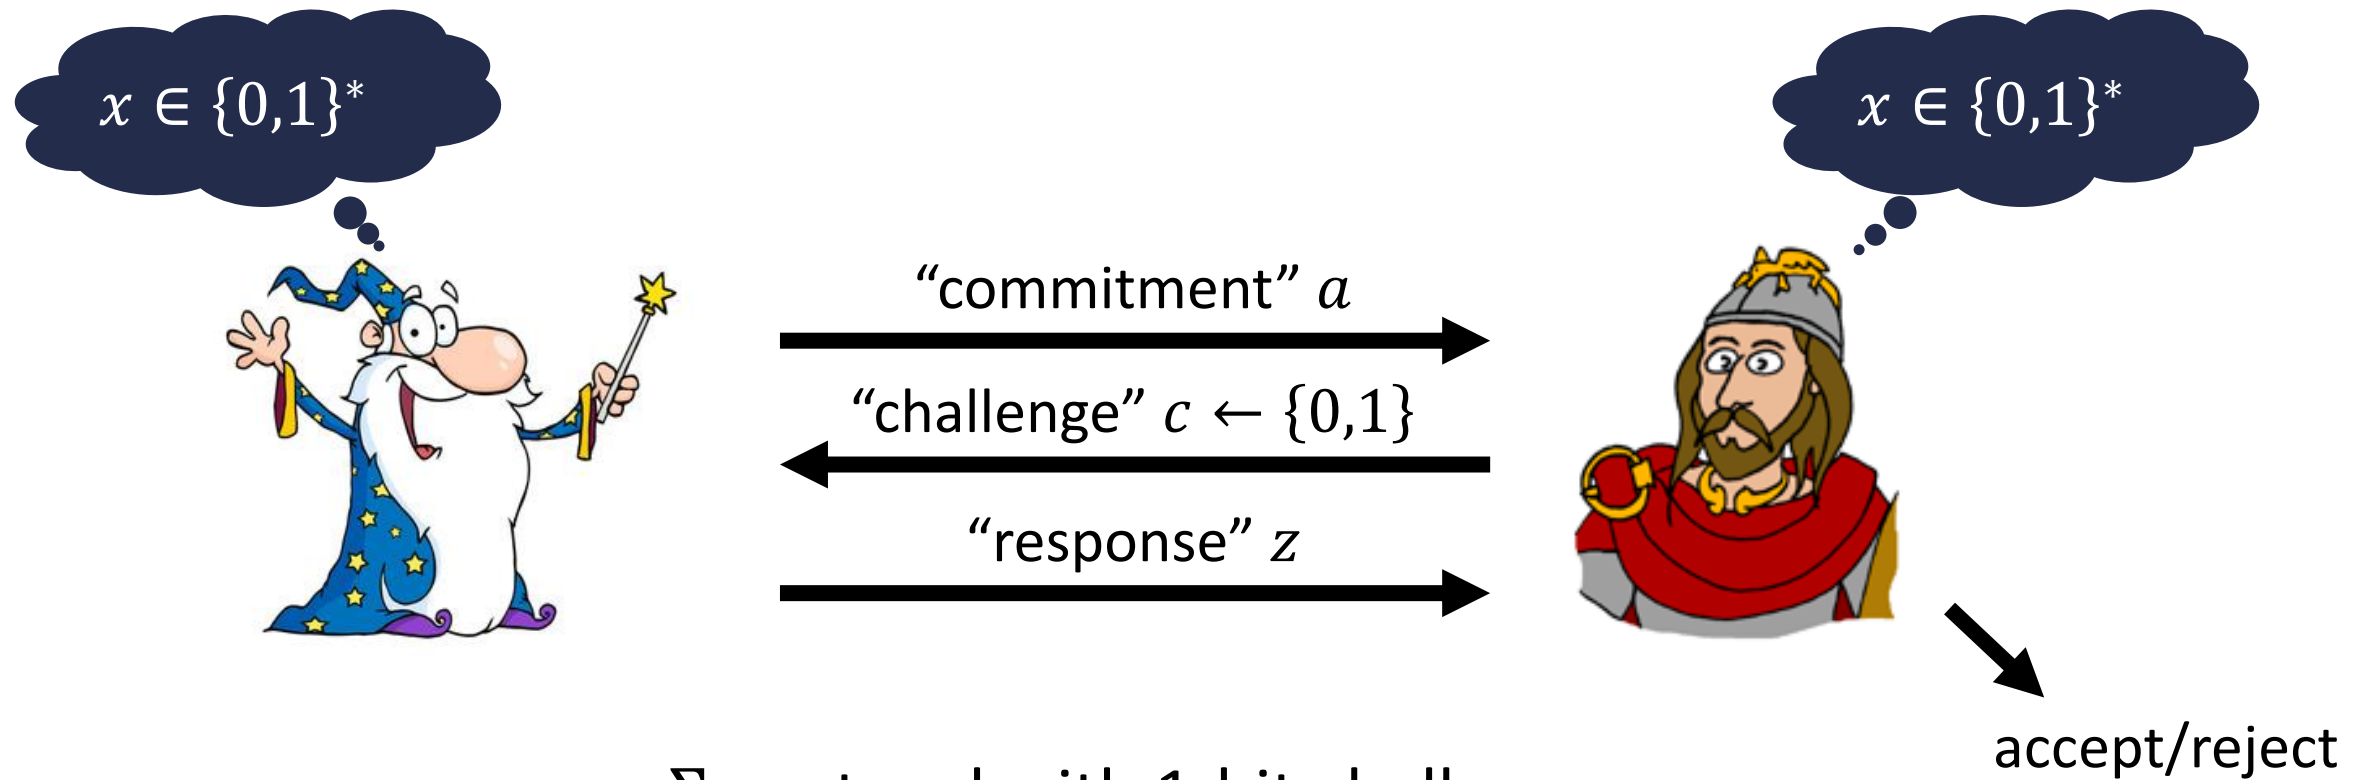 x ∈ {0,1}*
x ∈ {0,1}*
“commitment” a
“challenge” c ← {0,1}
“response” z
accept/reject